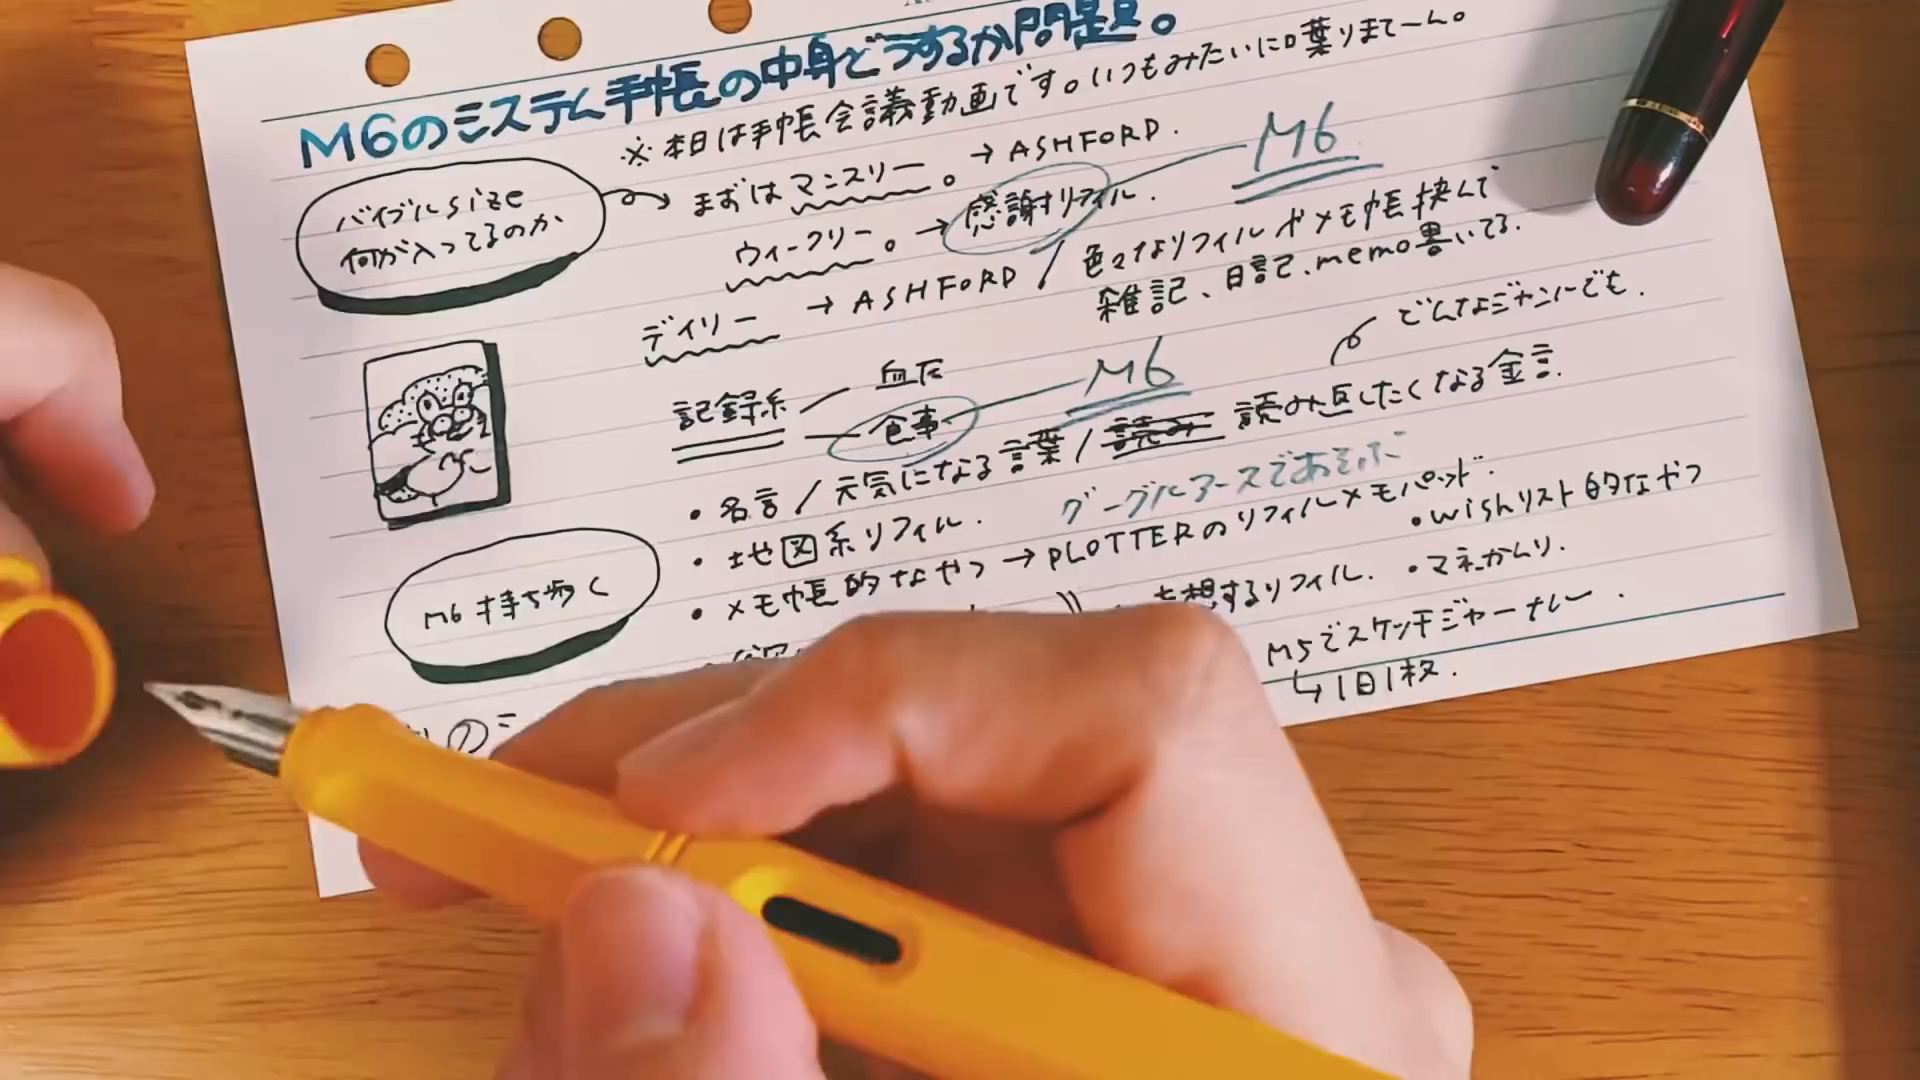 M6のシステム手帳の中身どうするか問題。
※本日は手帳会議動画です。いつもみたいに喋りまてーん。
バイブルsize
何が入ってるのか
まずはマンスリー。→ASHFORD.
ウィークリー。→感謝すリフィル.
M6
デイリー →ASHFORD/色々なリフィルやメモ帳挟んで
雑記、日記、memo書いてる.
記録系
血圧
食事
M6
どんなジャンルでも.
・名言/元気になる言葉/読み 読み返したくなる金言.
・地図系リフィル.
グーグルアースであそぶ
・メモ帳的なやつ→PLOTTERのリフィルメモパッド.
・wishリスト的なやつ
M6持ち歩く
するリフィル.
・マネかんり.
M5でスケッチジャーナル.
↳1日1枚.